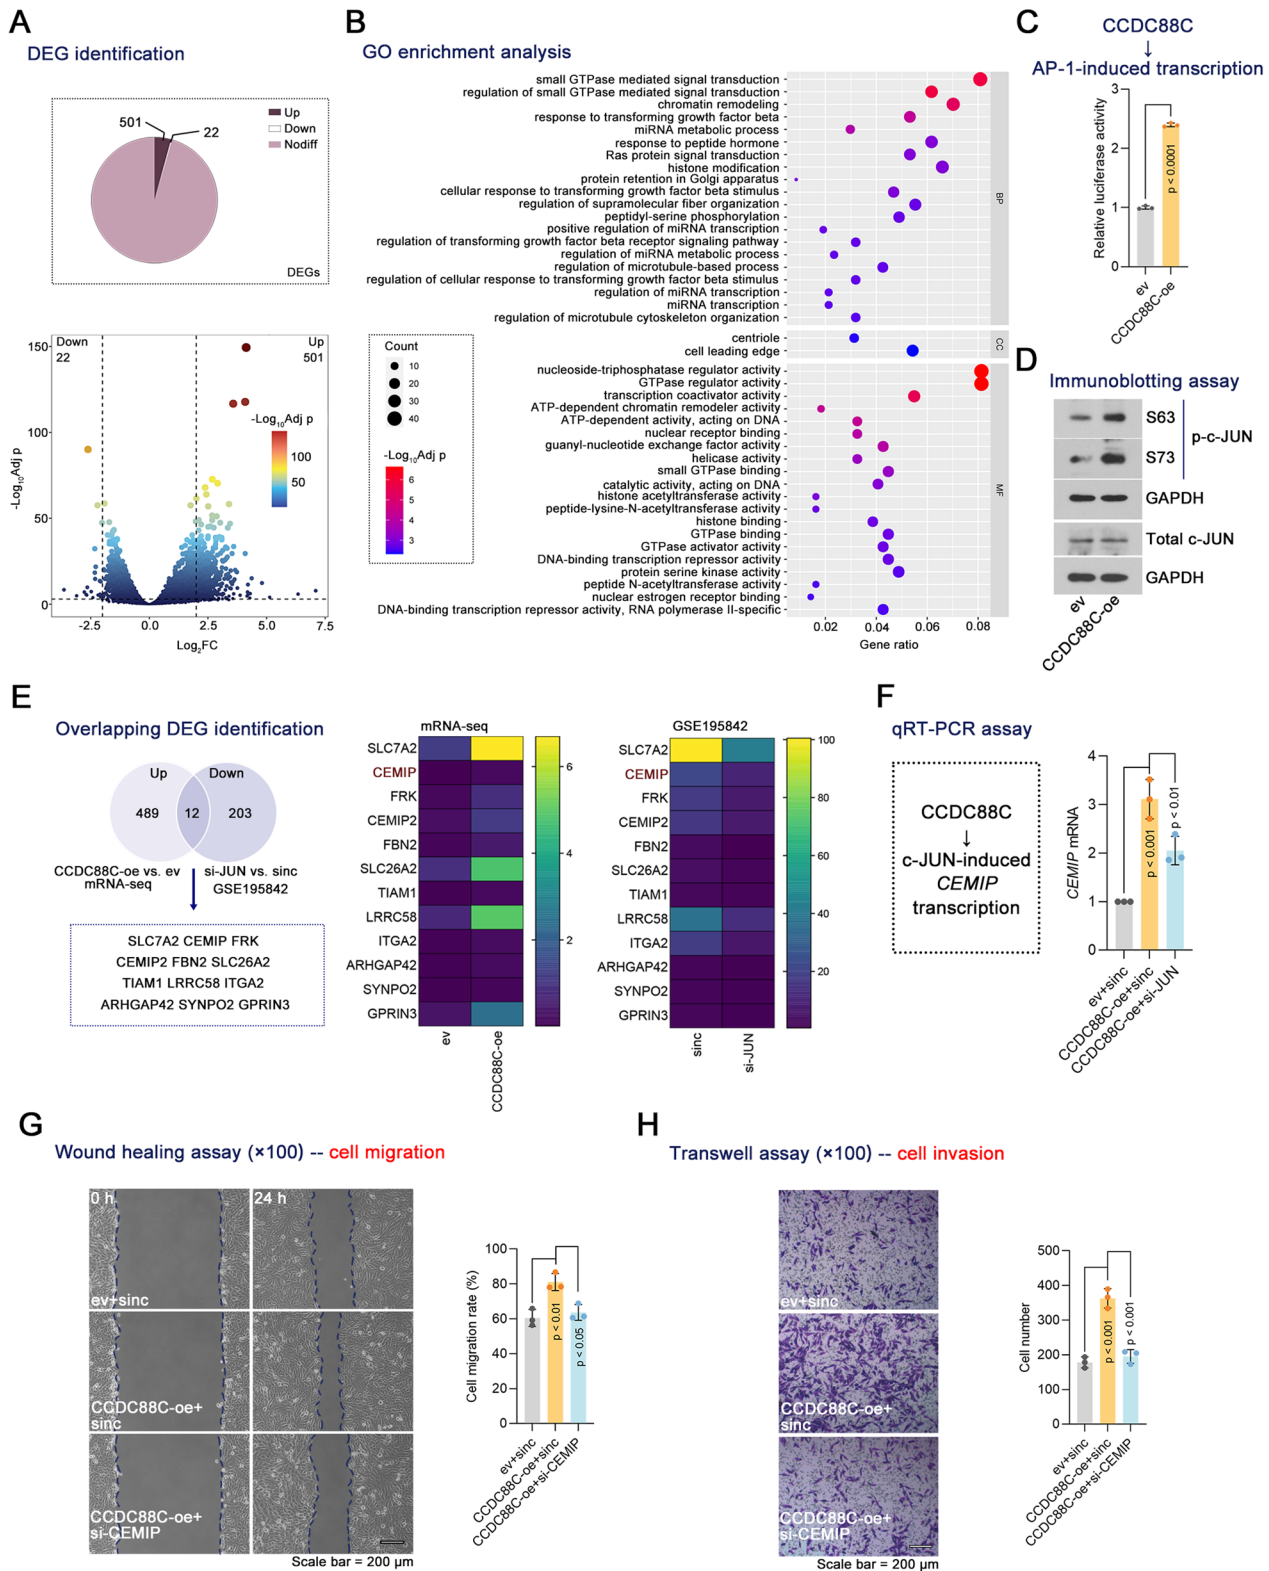 A
DEG identification
Up
Down
Nodiff
501
22
DEGs
Down
22
Up
501
-Log10Adj p
100
50
150
100
50
0
-Log10Adj p
-2.5
0.0
2.5
5.0
7.5
Log2FC
B
GO enrichment analysis
small GTPase mediated signal transduction
regulation of small GTPase mediated signal transduction
chromatin remodeling
response to transforming growth factor beta
miRNA metabolic process
response to peptide hormone
Ras protein signal transduction
histone modification
protein retention in Golgi apparatus
cellular response to transforming growth factor beta stimulus
regulation of supramolecular fiber organization
peptidyl-serine phosphorylation
positive regulation of miRNA transcription
regulation of transforming growth factor beta receptor signaling pathway
regulation of miRNA metabolic process
regulation of microtubule-based process
regulation of cellular response to transforming growth factor beta stimulus
regulation of miRNA transcription
miRNA transcription
regulation of microtubule cytoskeleton organization
BP
centriole
cell leading edge
CC
nucleoside-triphosphatase regulator activity
GTPase regulator activity
transcription coactivator activity
ATP-dependent chromatin remodeler activity
ATP-dependent activity, acting on DNA
nuclear receptor binding
guanyl-nucleotide exchange factor activity
helicase activity
small GTPase binding
catalytic activity, acting on DNA
histone acetyltransferase activity
peptide-lysine-N-acetyltransferase activity
histone binding
GTPase binding
GTPase activator activity
DNA-binding transcription repressor activity
protein serine kinase activity
peptide N-acetyltransferase activity
nuclear estrogen receptor binding
DNA-binding transcription repressor activity, RNA polymerase II-specific
MF
0.02
0.04
0.06
0.08
Gene ratio
Count
10
20
30
40
-Log10Adj p
6
5
4
3
C
CCDC88C
↓
AP-1-induced transcription
Relative luciferase activity
3
2
1
0
p < 0.0001
ev
CCDC88C-oe
D
Immunoblotting assay
S63
S73
p-c-JUN
GAPDH
Total c-JUN
GAPDH
ev
CCDC88C-oe
E
Overlapping DEG identification
Up
Down
489
12
203
CCDC88C-oe vs. ev
mRNA-seq
si-JUN vs. sinc
GSE195842
SLC7A2 CEMIP FRK
CEMIP2 FBN2 SLC26A2
TIAM1 LRRC58 ITGA2
ARHGAP42 SYNPO2 GPRIN3
mRNA-seq
SLC7A2
CEMIP
FRK
CEMIP2
FBN2
SLC26A2
TIAM1
LRRC58
ITGA2
ARHGAP42
SYNPO2
GPRIN3
ev
CCDC88C-oe
6
4
2
GSE195842
SLC7A2
CEMIP
FRK
CEMIP2
FBN2
SLC26A2
TIAM1
LRRC58
ITGA2
ARHGAP42
SYNPO2
GPRIN3
sinc
si-JUN
100
80
60
40
20
F
qRT-PCR assay
CCDC88C
↓
c-JUN-induced
CEMIP
transcription
CEMIP mRNA
4
3
2
1
0
p < 0.001
p < 0.01
ev+sinc
CCDC88C-oe+sinc
CCDC88C-oe+si-JUN
G
Wound healing assay (×100) -- cell migration
0 h
24 h
ev+sinc
CCDC88C-oe+
sinc
CCDC88C-oe+
si-CEMIP
Scale bar = 200 μm
Cell migration rate (%)
100
80
60
40
20
0
p < 0.01
p < 0.05
ev+sinc
CCDC88C-oe+sinc
CCDC88C-oe+si-CEMIP
H
Transwell assay (×100) -- cell invasion
ev+sinc
CCDC88C-oe+
sinc
CCDC88C-oe+
si-CEMIP
Scale bar = 200 μm
Cell number
500
400
300
200
100
0
p < 0.001
p < 0.001
ev+sinc
CCDC88C-oe+sinc
CCDC88C-oe+si-CEMIP